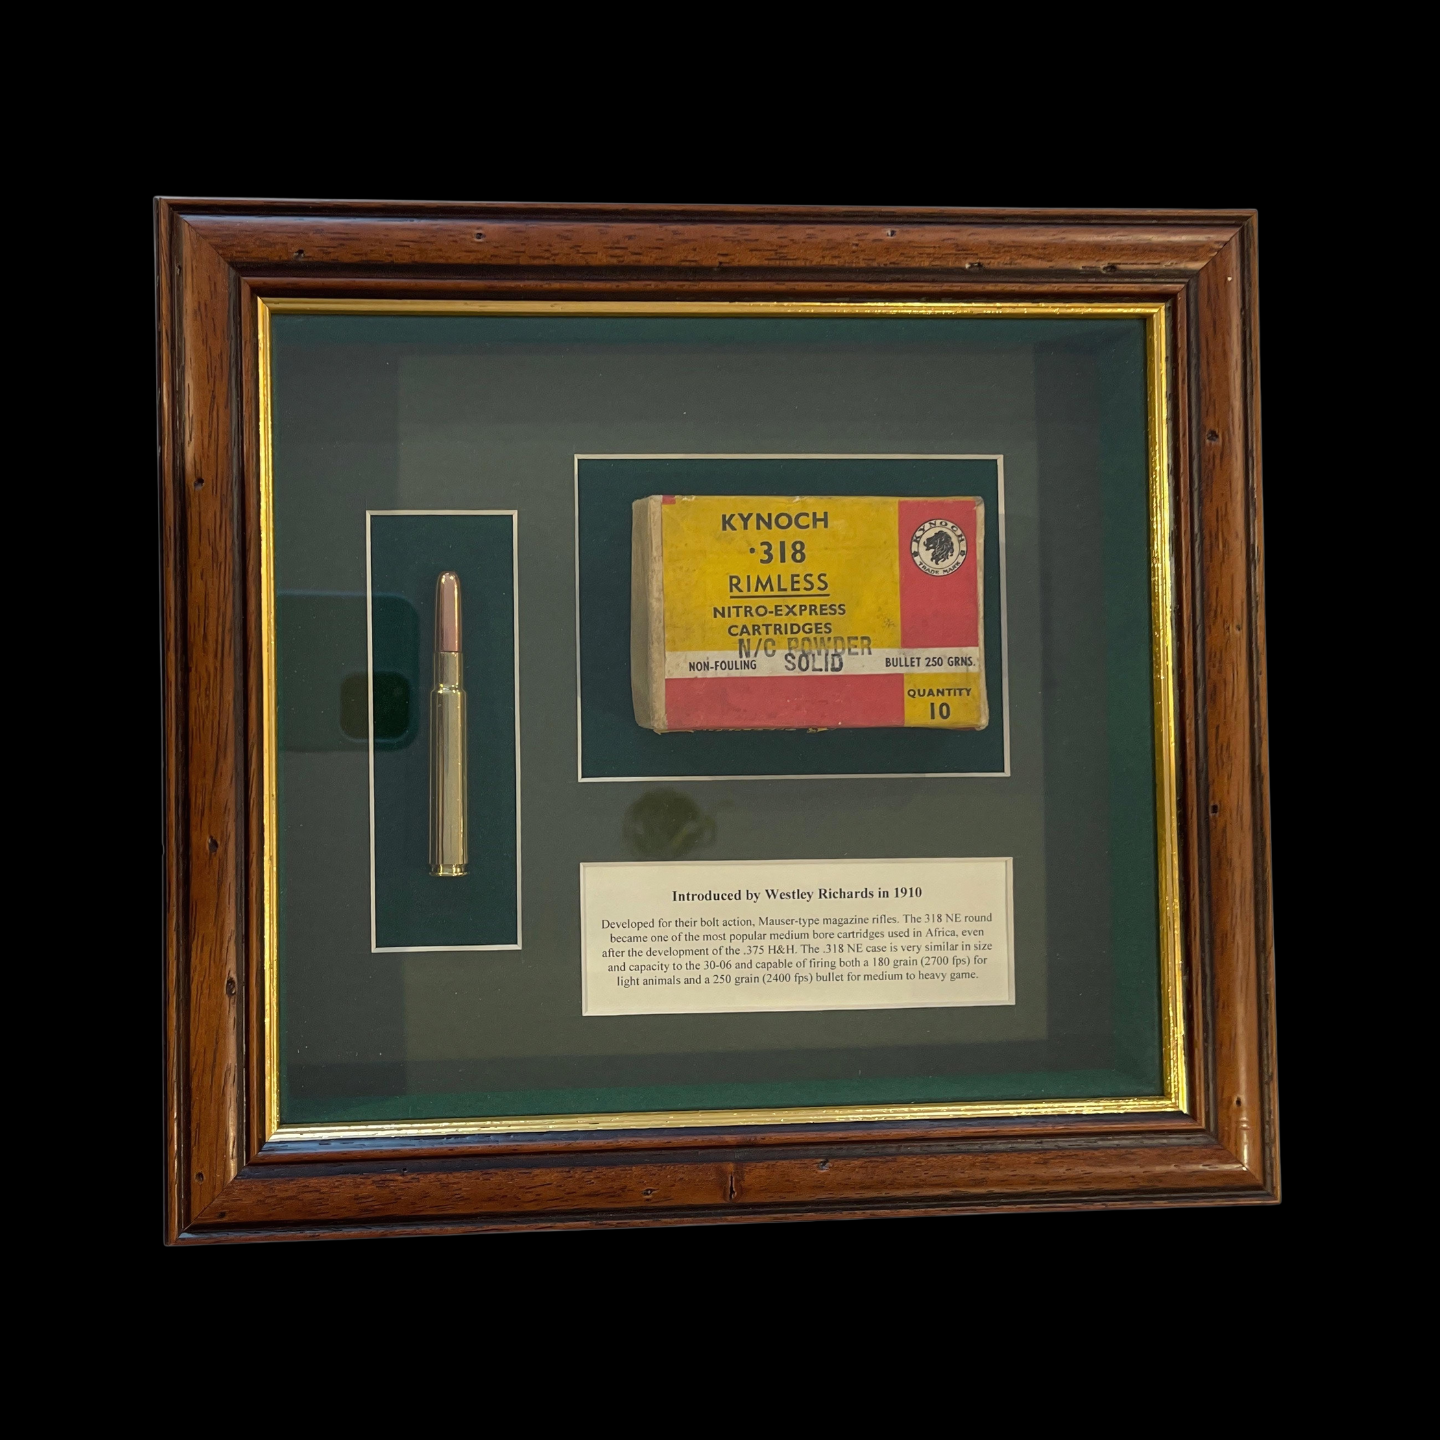 KYNOCH
·318
RIMLESS
NITRO-EXPRESS
CARTRIDGES
N/C POWDER
NON-FOULING SOLID BULLET 250 GRNS.
QUANTITY
10
KYNOCH
TRADE MARK
Introduced by Westley Richards in 1910
Developed for their bolt action, Mauser-type magazine rifles. The 318 NE round
became one of the most popular medium bore cartridges used in Africa, even
after the development of the .375 H&H. The .318 NE case is very similar in size
and capacity to the 30-06 and capable of firing both a 180 grain (2700 fps) for
light animals and a 250 grain (2400 fps) bullet for medium to heavy game.